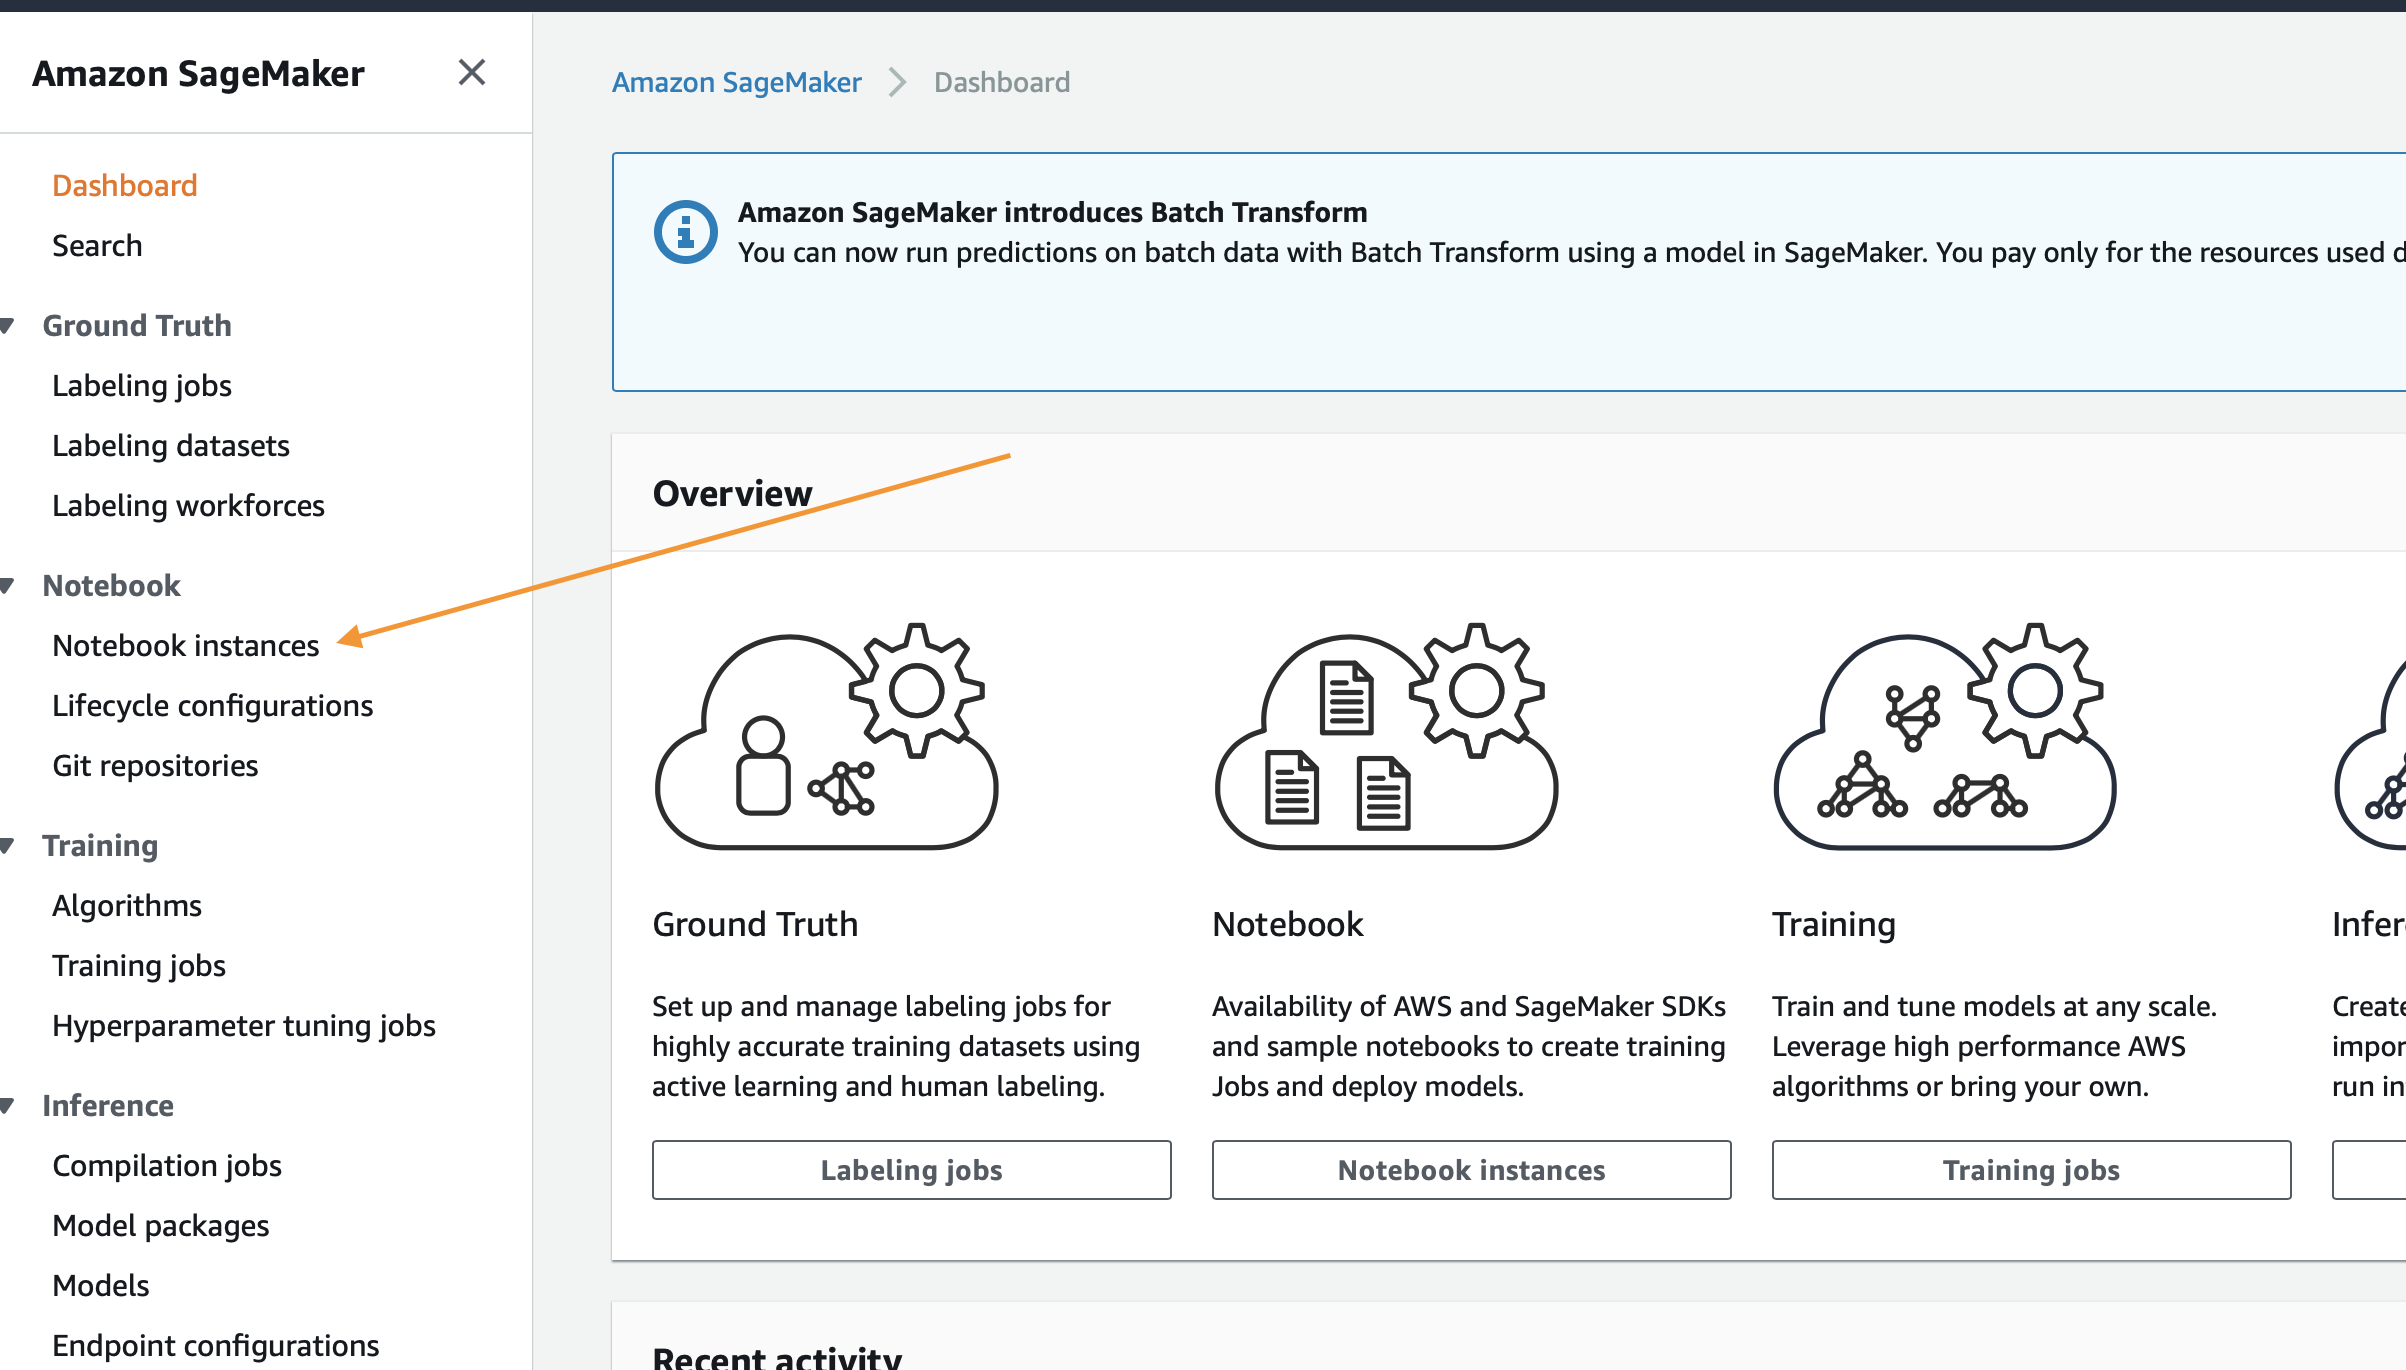 Amazon SageMaker
Dashboard
Search
Ground Truth
Labeling jobs
Labeling datasets
Labeling workforces
Notebook
Notebook instances
Lifecycle configurations
Git repositories
Training
Algorithms
Training jobs
Hyperparameter tuning jobs
Inference
Compilation jobs
Model packages
Models
Endpoint configurations
Amazon SageMaker > Dashboard
Amazon SageMaker introduces Batch Transform
You can now run predictions on batch data with Batch Transform using a model in SageMaker. You pay only for the resources used
Overview
Ground Truth
Set up and manage labeling jobs for
highly accurate training datasets using
active learning and human labeling.
Labeling jobs
Notebook
Availability of AWS and SageMaker SDKs
and sample notebooks to create training
Jobs and deploy models.
Notebook instances
Training
Train and tune models at any scale.
Leverage high performance AWS
algorithms or bring your own.
Training jobs
run
Recent activity